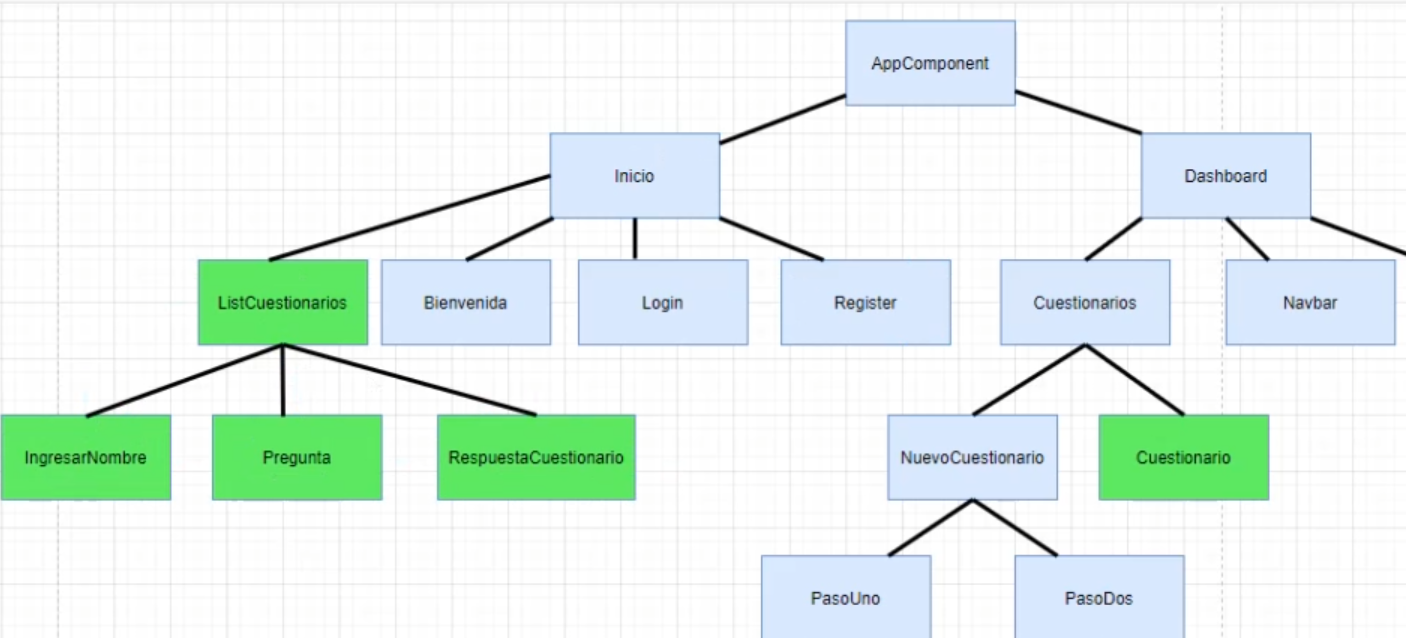 AppComponent
Inicio
Dashboard
ListCuestionarios
Bienvenida
Login
Register
Cuestionarios
Navbar
IngresarNombre
Pregunta
RespuestaCuestionario
NuevoCuestionario
Cuestionario
PasoUno
PasoDos